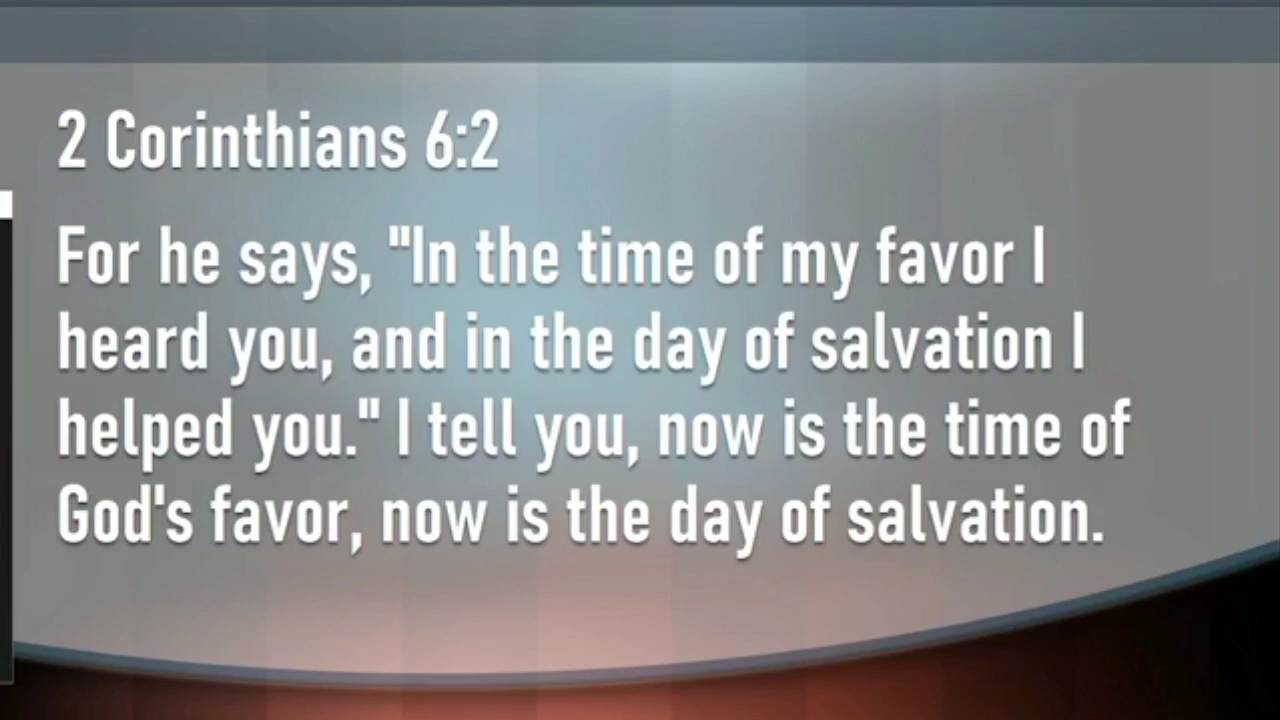 2 Corinthians 6:2
For he says, "In the time of my favor I
heard you, and in the day of salvation I
helped you." I tell you, now is the time of
God's favor, now is the day of salvation.